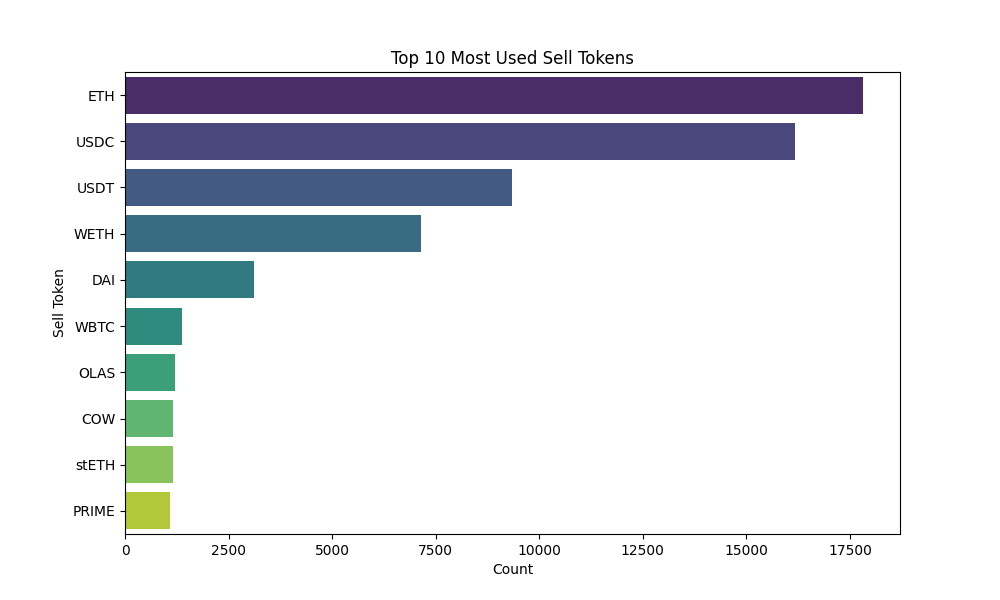 Top 10 Most Used Sell Tokens
Sell Token
ETH
USDC
USDT
WETH
DAI
WBTC
OLAS
COW
stETH
PRIME
0 2500 5000 7500 10000 12500 15000 17500
Count